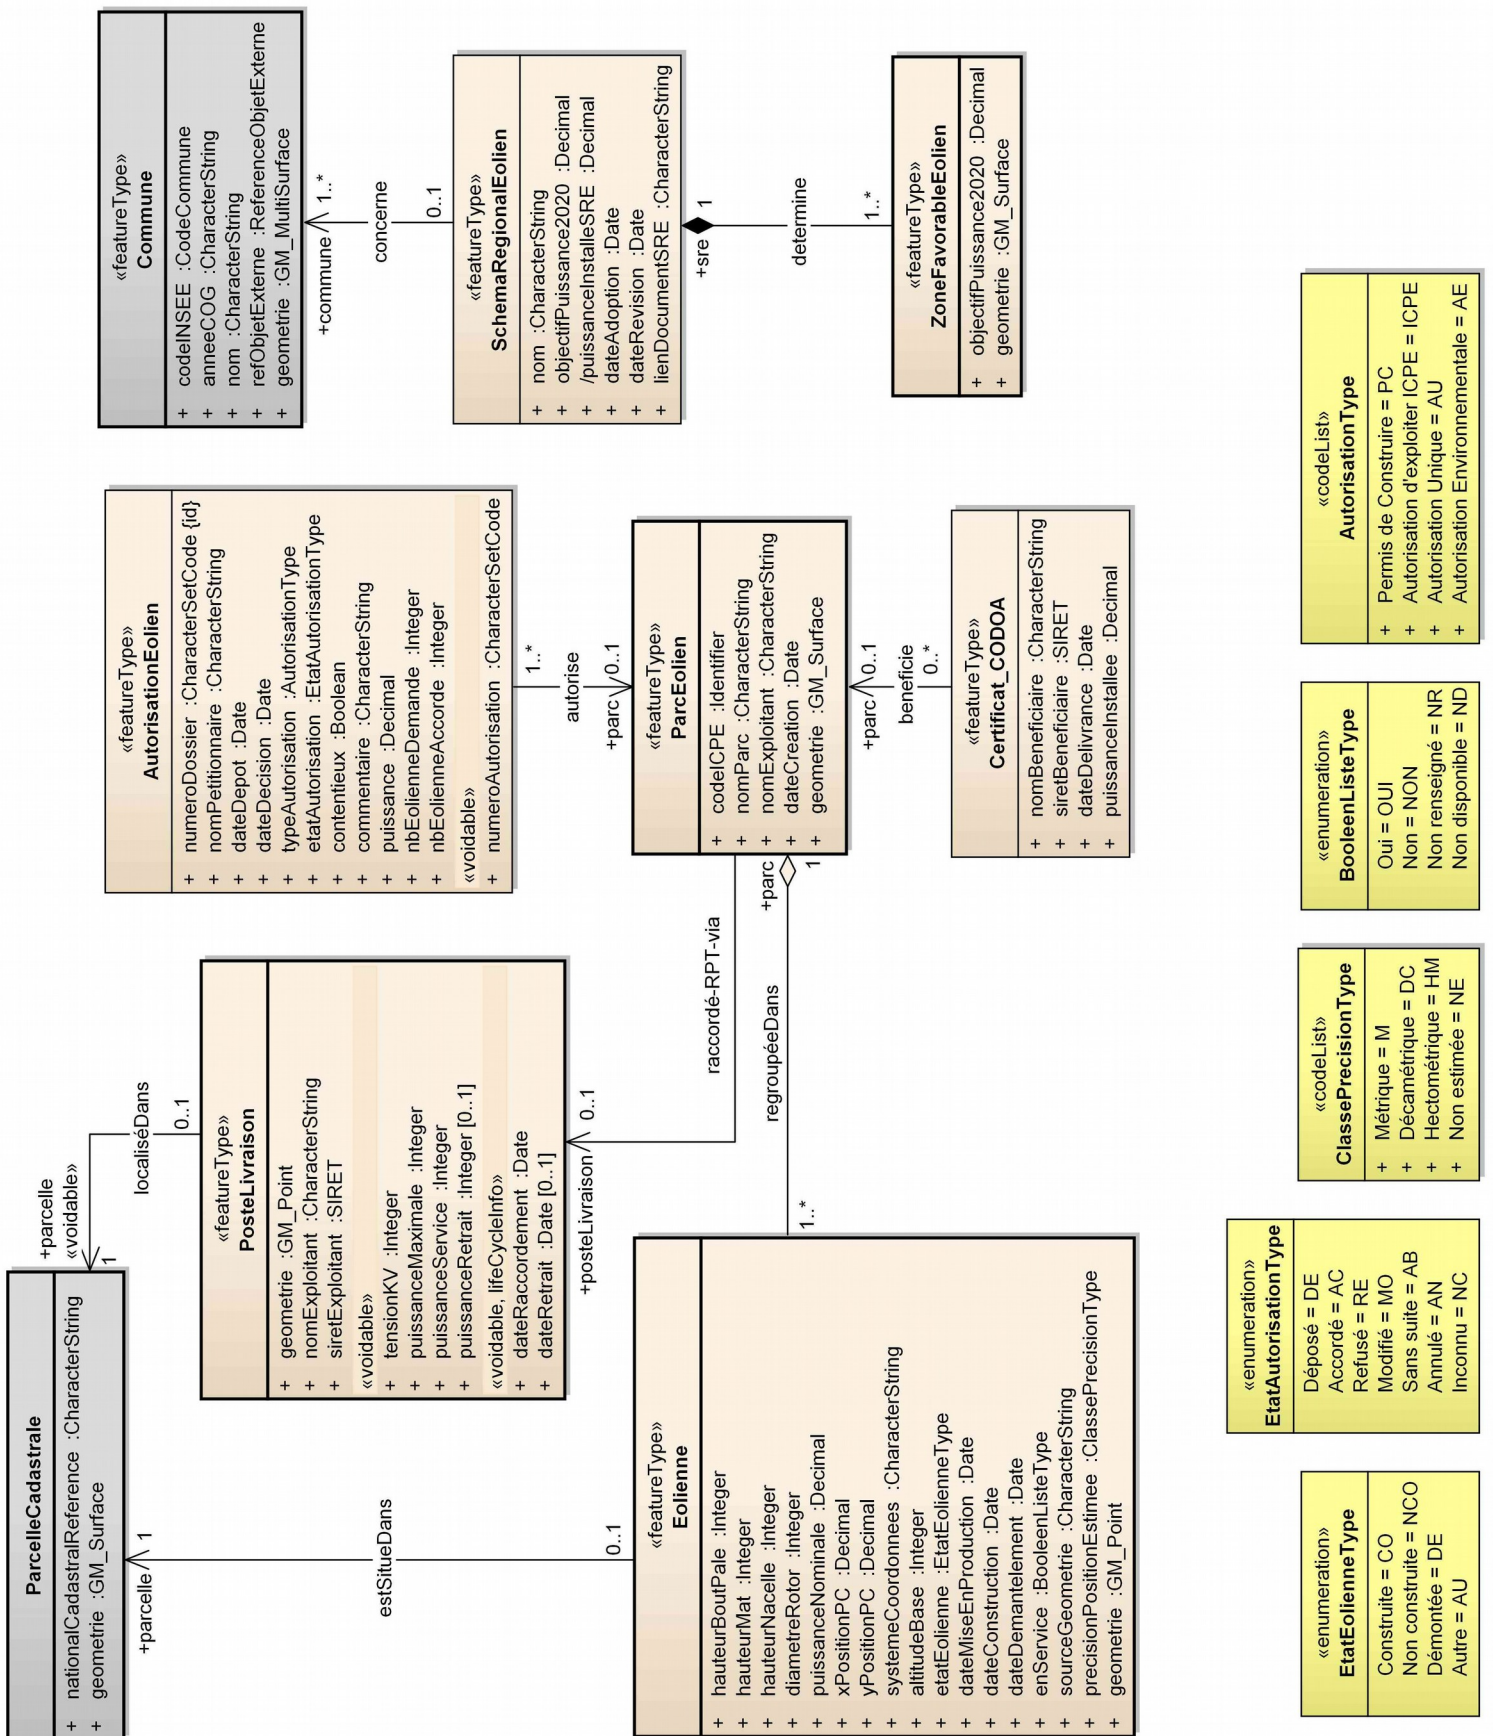 ParcelleCadastrale
+ nationalCadastralReference :CharacterString
+ geometrie :GM_Surface
+parcelle
«voidable»
1
localiséDans
0..1
+parcelle
1
estSitueDans
0..1
«featureType»
PosteLivraison
+ geometrie :GM_Point
+ nomExploitant :CharacterString
+ siretExploitant :SIRET
«voidable»
+ tensionKV :Integer
+ puissanceMaximale :Integer
+ puissanceService :Integer
+ puissanceRetrait :Integer [0..1]
«voidable, lifeCycleInfo»
+ dateRaccordement :Date
+ dateRetrait :Date [0..1]
+posteLivraison
0..1
raccordé-RPT-via
«featureType»
AutorisationEolien
+ numeroDossier :CharacterSetCode {id}
+ nomPetitionnaire :CharacterString
+ dateDepot :Date
+ dateDecision :Date
+ typeAutorisation :AutorisationType
+ etatAutorisation :EtatAutorisationType
+ contentieux :Boolean
+ commentaire :CharacterString
+ puissance :Decimal
+ nbEolienneDemande :Integer
+ nbEolienneAccorde :Integer
«voidable»
+ numeroAutorisation :CharacterSetCode
1..*
autorise
+parc
0..1
«featureType»
Commune
+ codeINSEE :CodeCommune
+ anneeCOG :CharacterString
+ nom :CharacterString
+ refObjetExterne :ReferenceObjetExterne
+ geometrie :GM_MultiSurface
+commune
1..*
concerne
0..1
«featureType»
SchemaRegionalEolien
+ nom :CharacterString
+ objectifPuissance2020 :Decimal
+ /puissanceInstalleSRE :Decimal
+ dateAdoption :Date
+ dateRevision :Date
+ lienDocumentSRE :CharacterString
+sre
1
determine
1..*
«featureType»
ZoneFavorableEolien
+ objectifPuissance2020 :Decimal
+ geometrie :GM_Surface
«featureType»
Eolienne
+ hauteurBoutPale :Integer
+ hauteurMat :Integer
+ hauteurNacelle :Integer
+ diametreRotor :Integer
+ puissanceNominale :Decimal
+ xPositionPC :Decimal
+ yPositionPC :Decimal
+ systemeCoordonnees :CharacterString
+ altitudeBase :Integer
+ etatEolienne :EtatEolienneType
+ dateMiseEnProduction :Date
+ dateConstruction :Date
+ dateDemantelement :Date
+ enService :BooleenListeType
+ sourceGeometrie :CharacterString
+ precisionPositionEstimee :ClassePrecisionType
+ geometrie :GM_Point
1..*
regroupéeDans
+parc
1
«featureType»
ParcEolien
+ codeICPE :Identifier
+ nomParc :CharacterString
+ nomExploitant :CharacterString
+ dateCreation :Date
+ geometrie :GM_Surface
+parc
0..1
beneficie
0..*
«featureType»
Certificat_CODOA
+ nomBeneficiaire :CharacterString
+ siretBeneficiaire :SIRET
+ dateDelivrance :Date
+ puissanceInstallee :Decimal
«enumeration»
EtatEolienneType
Construite = CO
Non construite = NCO
Démontée = DE
Autre = AU
«enumeration»
EtatAutorisationType
Déposé = DE
Accordé = AC
Refusé = RE
Modifié = MO
Sans suite = AB
Annulé = AN
Inconnu = NC
«codeList»
ClassePrecisionType
+ Métrique = M
+ Décamétrique = DC
+ Hectométrique = HM
+ Non estimée = NE
«enumeration»
BooleenListeType
Oui = OUI
Non = NON
Non renseigné = NR
Non disponible = ND
«codeList»
AutorisationType
+ Permis de Construire = PC
+ Autorisation d'exploiter ICPE = ICPE
+ Autorisation Unique = AU
+ Autorisation Environnementale = AE